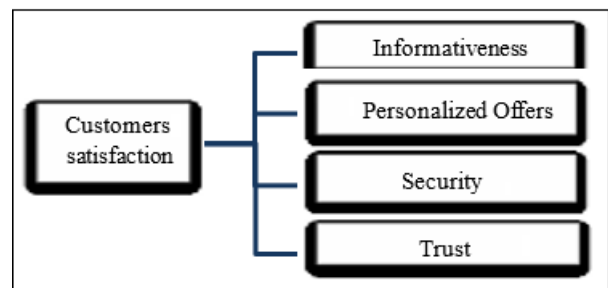 Informativeness
Personalized Offers
Customers
satisfaction
Security
Trust